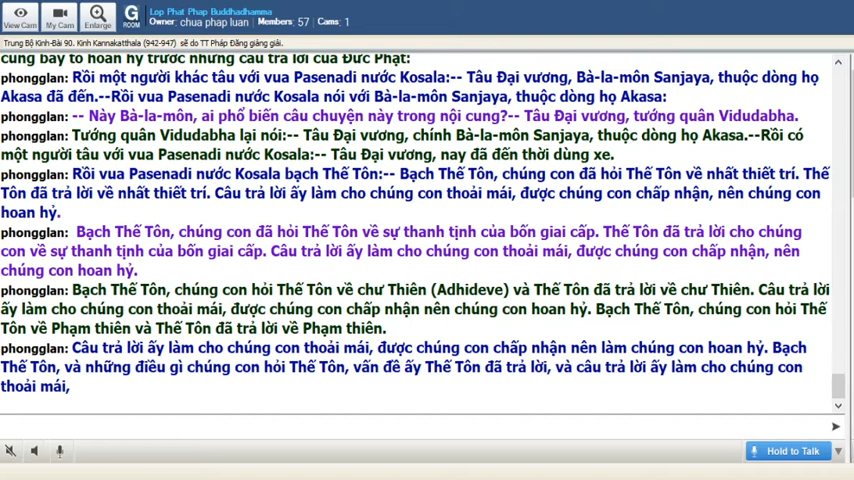 Lop Phat Phap Buddhadhamma
Owner: chua phap luan Members: 57 Cams: 1
View Cam My Cam Enlarge G ROOM
Trung Bộ Kinh-Bài 90. Kinh Kannakatthala (942-947) sẽ do TT Pháp Đăng giảng giải.
cung bày tỏ hoan hỷ trước những câu trả lời của Đức Phật:
phongglan: Rồi một người khác tâu với vua Pasenadi nước Kosala:-- Tâu Đại vương, Bà-la-môn Sanjaya, thuộc dòng họ
Akasa đã đến.--Rồi vua Pasenadi nước Kosala nói với Bà-la-môn Sanjaya, thuộc dòng họ Akasa:
phongglan: -- Này Bà-la-môn, ai phổ biến câu chuyện này trong nội cung?-- Tâu Đại vương, tướng quân Vidudabha.
phongglan: Tướng quân Vidudabha lại nói:-- Tâu Đại vương, chính Bà-la-môn Sanjaya, thuộc dòng họ Akasa.--Rồi có
một người tâu với vua Pasenadi nước Kosala:-- Tâu Đại vương, nay đã đến thời dùng xe.
phongglan: Rồi vua Pasenadi nước Kosala bạch Thế Tôn:-- Bạch Thế Tôn, chúng con đã hỏi Thế Tôn về nhất thiết trí. Thế
Tôn đã trả lời về nhất thiết trí. Câu trả lời ấy làm cho chúng con thoải mái, được chúng con chấp nhận, nên chúng con
hoan hỷ.
phongglan: Bạch Thế Tôn, chúng con đã hỏi Thế Tôn về sự thanh tịnh của bốn giai cấp. Thế Tôn đã trả lời cho chúng
con về sự thanh tịnh của bốn giai cấp. Câu trả lời ấy làm cho chúng con thoải mái, được chúng con chấp nhận, nên
chúng con hoan hỷ.
phongglan: Bạch Thế Tôn, chúng con hỏi Thế Tôn về chư Thiên (Adhideve) và Thế Tôn đã trả lời về chư Thiên. Câu trả lời
ấy làm cho chúng con thoải mái, được chúng con chấp nhận nên chúng con hoan hỷ. Bạch Thế Tôn, chúng con hỏi Thế
Tôn về Phạm thiên và Thế Tôn đã trả lời về Phạm thiên.
phongglan: Câu trả lời ấy làm cho chúng con thoải mái, được chúng con chấp nhận nên làm chúng con hoan hỷ. Bạch
Thế Tôn, và những điều gì chúng con hỏi Thế Tôn, vấn đề ấy Thế Tôn đã trả lời, và câu trả lời ấy làm cho chúng con
thoải mái,
Hold to Talk